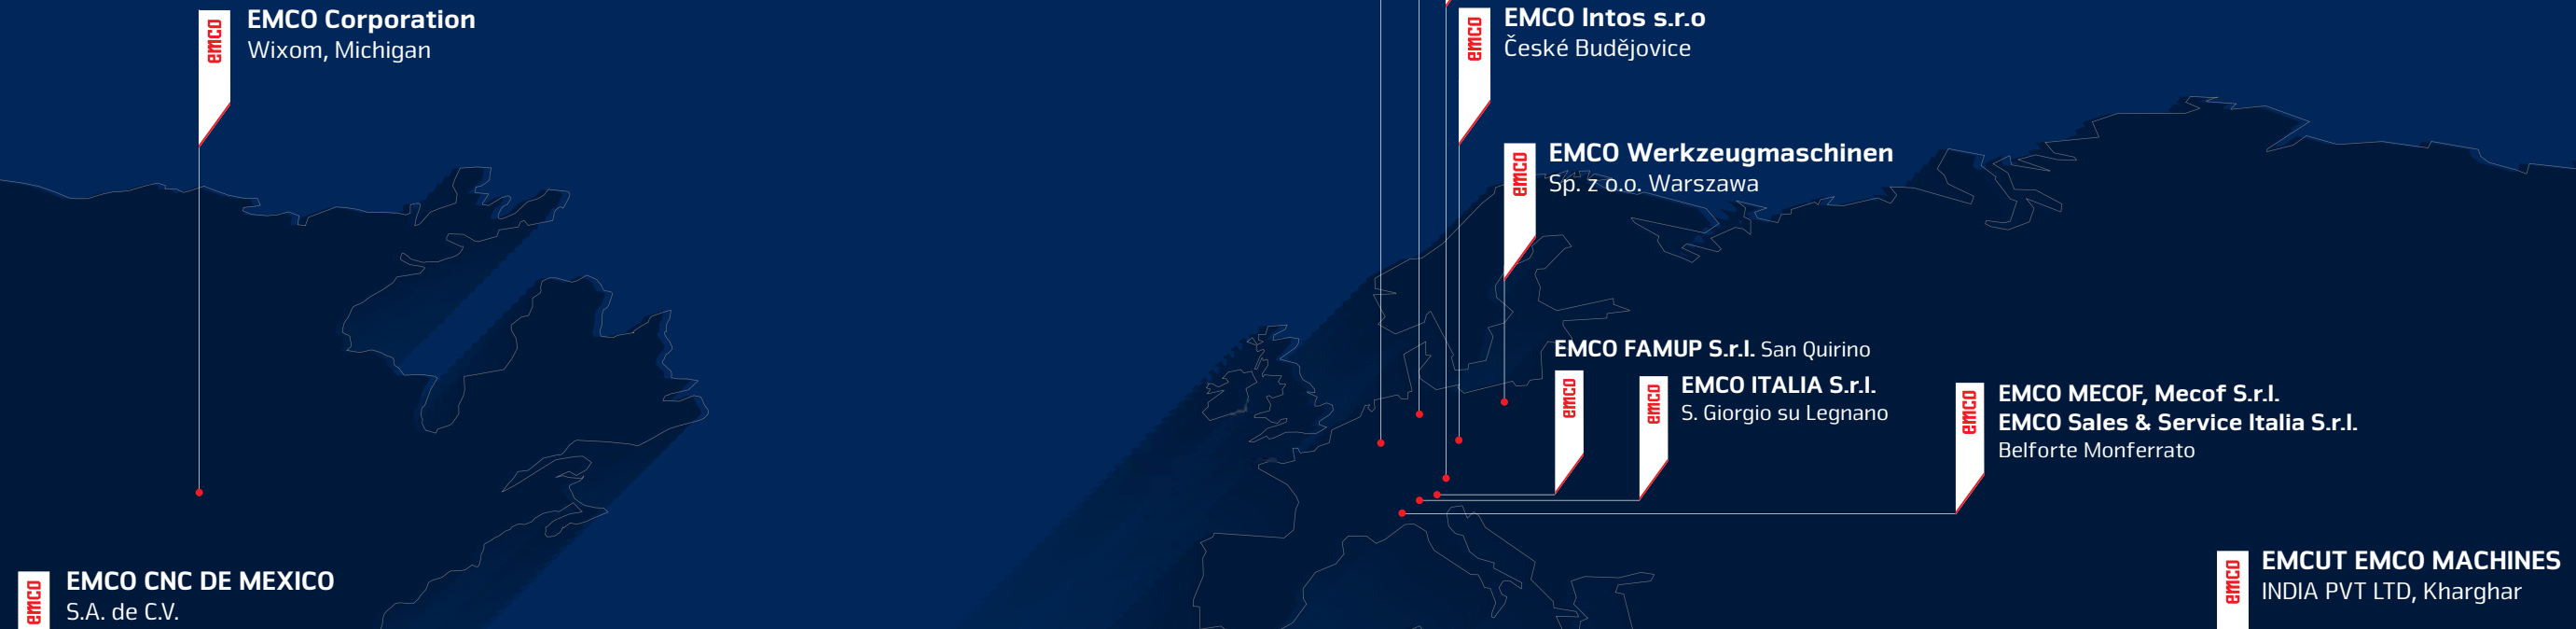 EMCO Corporation
Wixom, Michigan
emco
EMCO Intos s.r.o
České Budějovice
emco
EMCO Werkzeugmaschinen
Sp. z o.o. Warszawa
emco
EMCO FAMUP S.r.l. San Quirino
emco
EMCO ITALIA S.r.l.
S. Giorgio su Legnano
emco
EMCO MECOF, Mecof S.r.l.
EMCO Sales & Service Italia S.r.l.
Belforte Monferrato
emco
EMCO CNC DE MEXICO
S.A. de C.V.
emco
EMCUT EMCO MACHINES
INDIA PVT LTD, Kharghar
emco